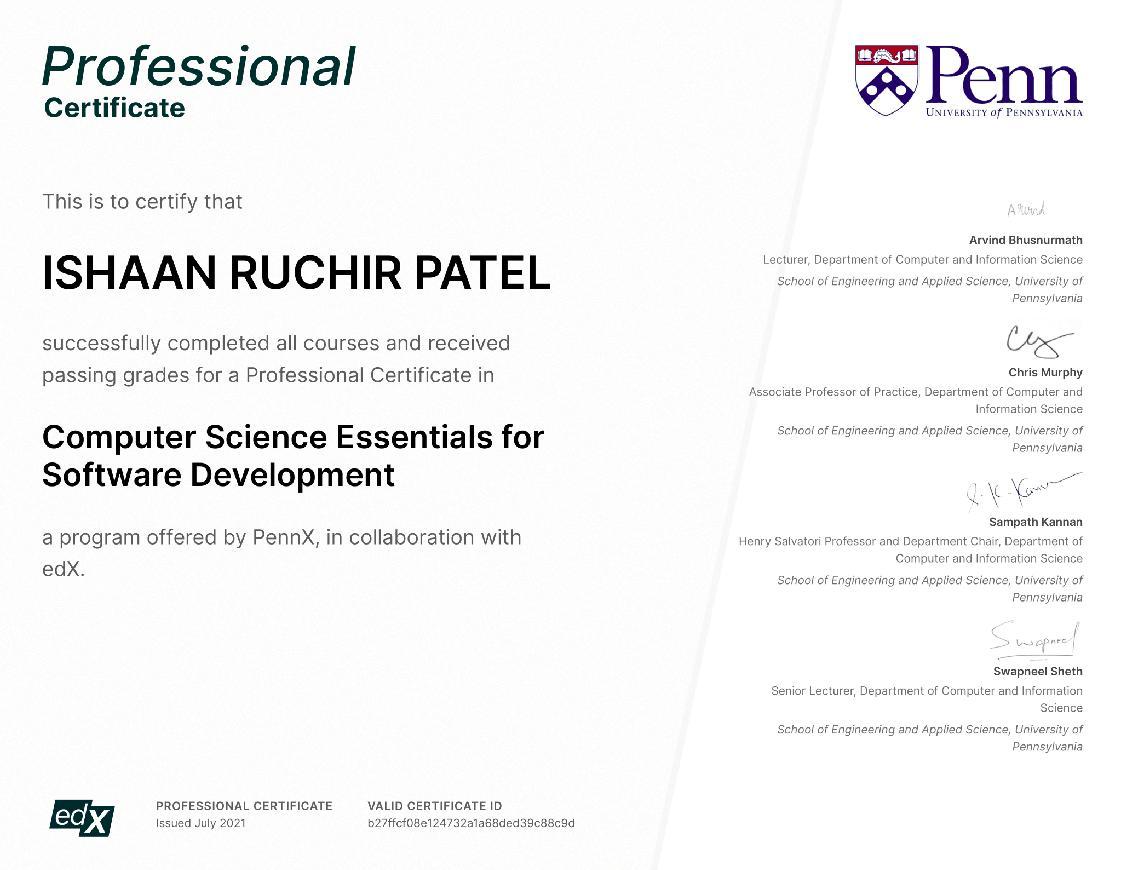 Professional
Certificate
Penn
UNIVERSITY of PENNSYLVANIA
This is to certify that
ISHAAN RUCHIR PATEL
successfully completed all courses and received
passing grades for a Professional Certificate in
Computer Science Essentials for
Software Development
a program offered by PennX, in collaboration with
edX.
Arvind
Arvind Bhusnurmath
Lecturer, Department of Computer and Information Science
School of Engineering and Applied Science, University of
Pennsylvania
Chris Murphy
Associate Professor of Practice, Department of Computer and
Information Science
School of Engineering and Applied Science, University of
Pennsylvania
S. K. Kannan
Sampath Kannan
Henry Salvatori Professor and Department Chair, Department of
Computer and Information Science
School of Engineering and Applied Science, University of
Pennsylvania
Swapneel
Swapneel Sheth
Senior Lecturer, Department of Computer and Information
Science
School of Engineering and Applied Science, University of
Pennsylvania
edX
PROFESSIONAL CERTIFICATE
Issued July 2021
VALID CERTIFICATE ID
b27ffcf08e124732a1a68ded39c88c9d